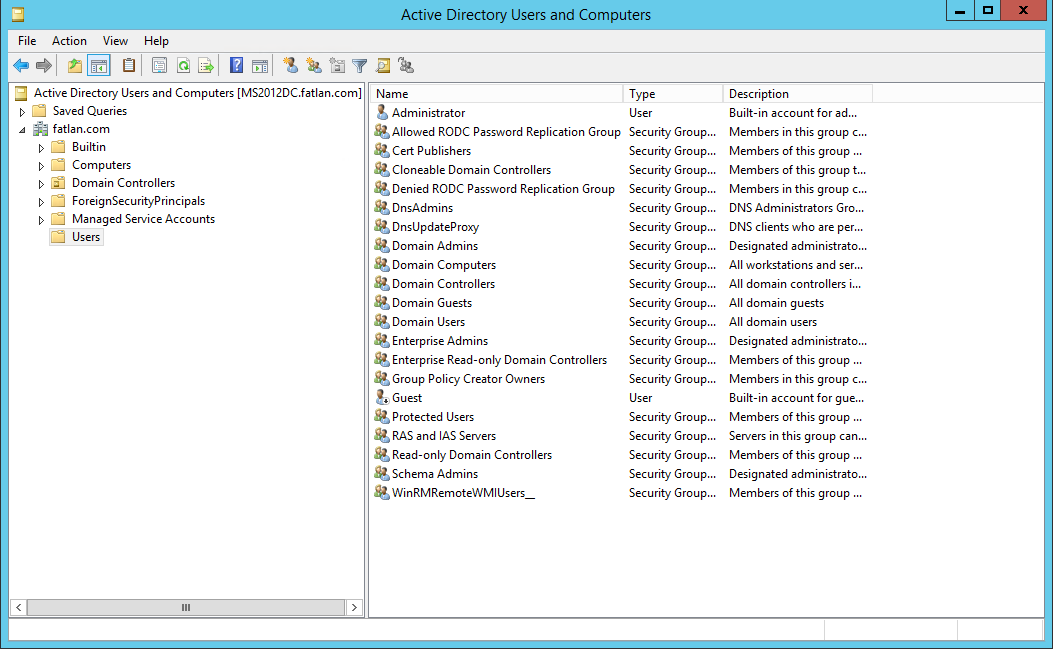 Active Directory Users and Computers
File Action View Help
Active Directory Users and Computers [MS2012DC.fatlan.com]
Saved Queries
fatlan.com
Builtin
Computers
Domain Controllers
ForeignSecurityPrincipals
Managed Service Accounts
Users
Name Type Description
Administrator User Built-in account for ad...
Allowed RODC Password Replication Group Security Group... Members in this group c...
Cert Publishers Security Group... Members of this group ...
Cloneable Domain Controllers Security Group... Members of this group t...
Denied RODC Password Replication Group Security Group... Members in this group c...
DnsAdmins Security Group... DNS Administrators Gro...
DnsUpdateProxy Security Group... DNS clients who are per...
Domain Admins Security Group... Designated administrato...
Domain Computers Security Group... All workstations and ser...
Domain Controllers Security Group... All domain controllers i...
Domain Guests Security Group... All domain guests
Domain Users Security Group... All domain users
Enterprise Admins Security Group... Designated administrato...
Enterprise Read-only Domain Controllers Security Group... Members of this group ...
Group Policy Creator Owners Security Group... Members in this group c...
Guest User Built-in account for gue...
Protected Users Security Group... Members of this group ...
RAS and IAS Servers Security Group... Servers in this group can...
Read-only Domain Controllers Security Group... Members of this group ...
Schema Admins Security Group... Designated administrato...
WinRMRemoteWMIUsers__ Security Group... Members of this group ...